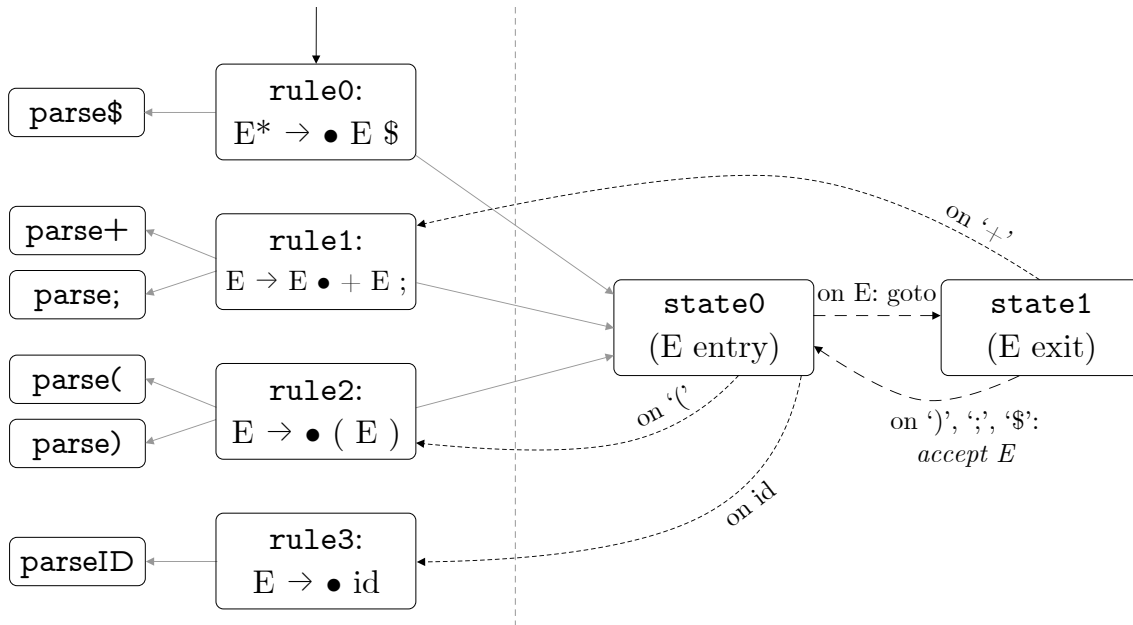 rule0:
E* → • E $
parse$
rule1:
E → E • + E ;
parse+
parse;
rule2:
E → • ( E )
parse(
parse)
rule3:
E → • id
parseID
state0
(E entry)
on E: goto
state1
(E exit)
on ‘+’
on ‘(’
on id
on ‘)’, ‘;’, ‘$’:
accept E